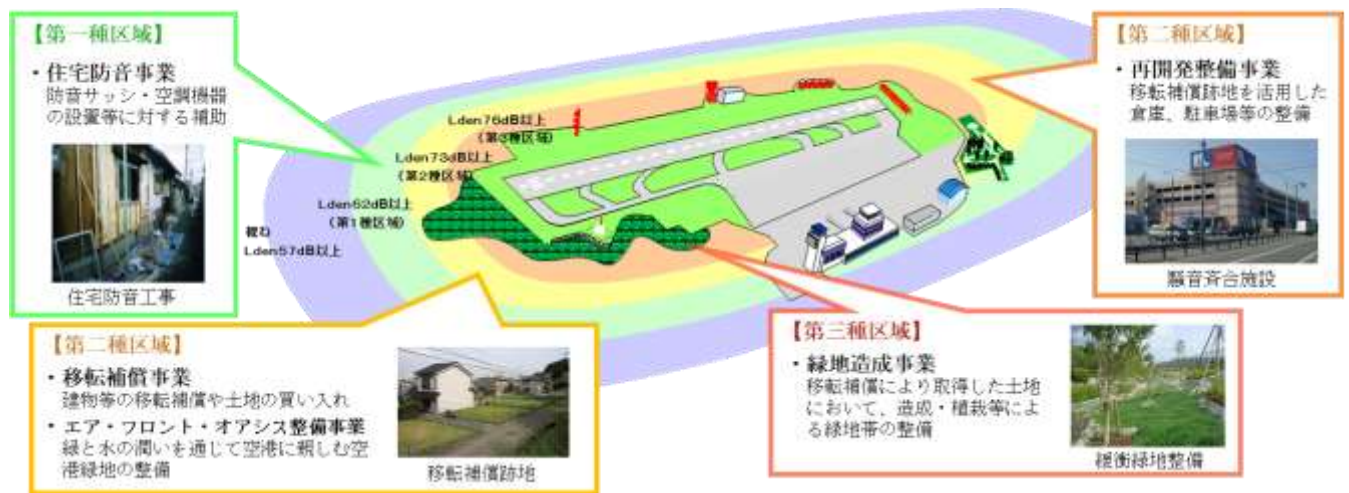 【第一種区域】
・住宅防音事業
防音サッシ・空調機器
の設置等に対する補助
住宅防音工事
Lden76dB以上
(第3種区域)
Lden73dB以上
(第2種区域)
Lden62dB以上
(第1種区域)
Lden57dB以上
【第二種区域】
・再開発整備事業
移転補償跡地を活用した
倉庫、駐車場等の整備
騒音斉合施設
【第二種区域】
・移転補償事業
建物等の移転補償や土地の買い入れ
・エア・フロント・オアシス整備事業
緑と水の潤いを通じて空港に親しむ空
港緑地の整備
移転補償跡地
【第三種区域】
・緑地造成事業
移転補償により取得した土地
において、造成・植栽等によ
る緑地帯の整備
緩衝緑地整備